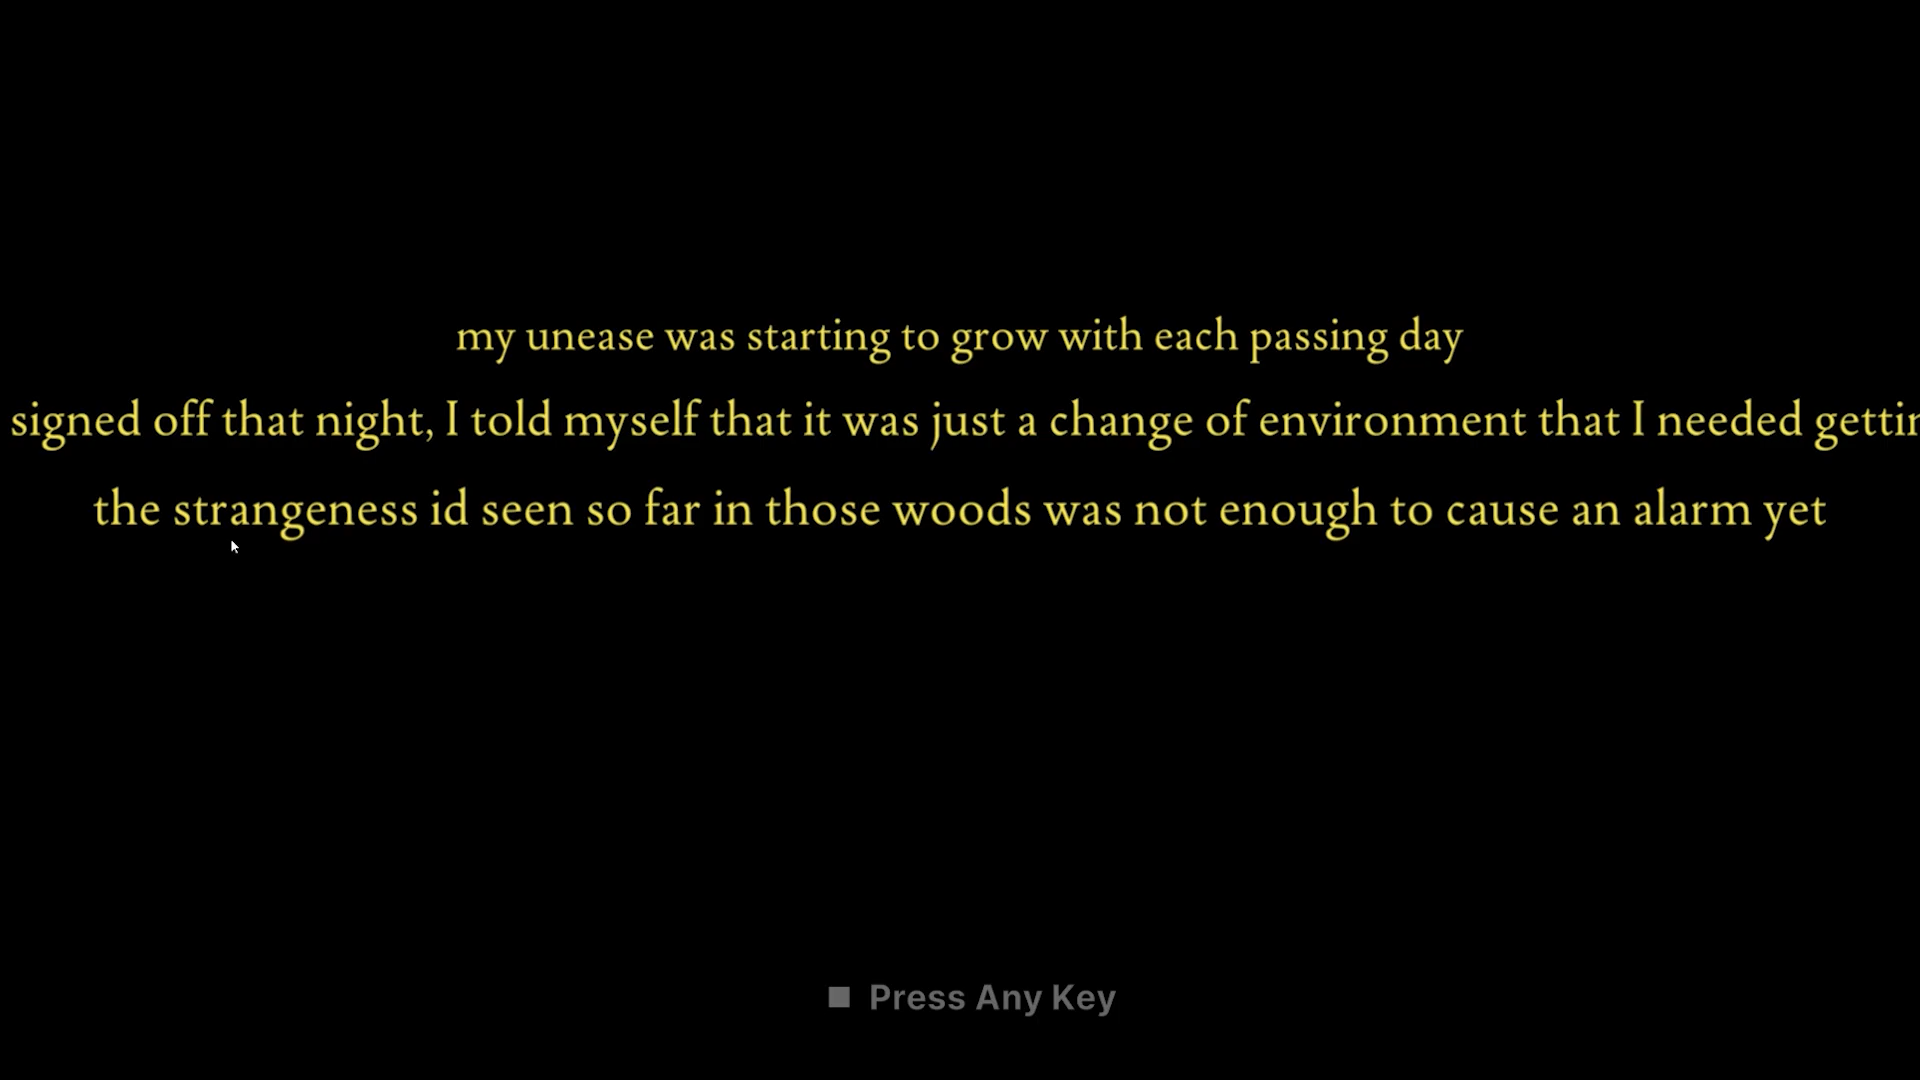 my unease was starting to grow with each passing day
signed off that night, I told myself that it was just a change of environment that I needed
the strangeness id seen so far in those woods was not enough to cause an alarm yet
Press Any Key